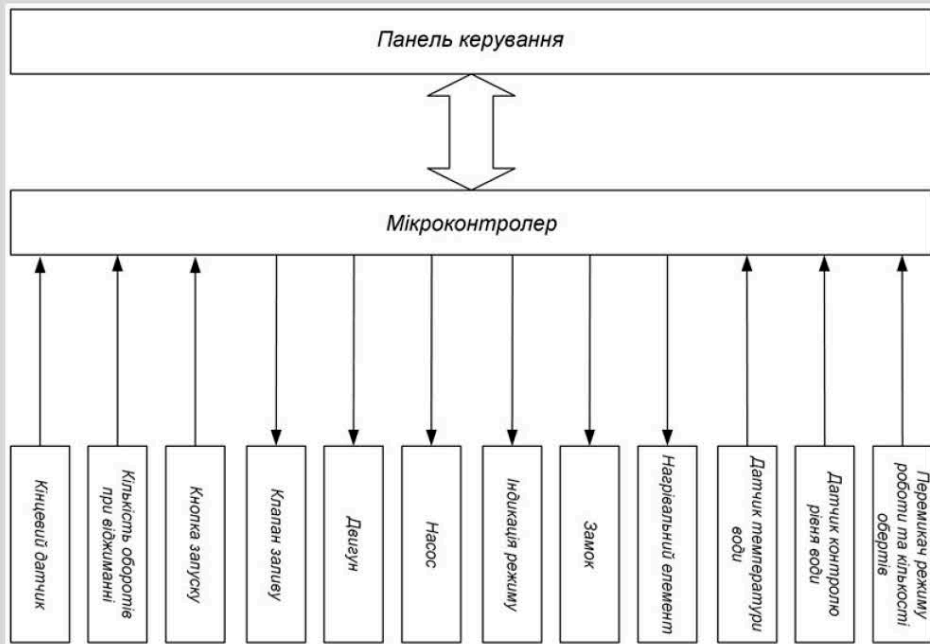 Панель керування
Мікроконтролер
Кінцевий датчик
Кількість оборотів
при віджиманні
Кнопка запуску
Клапан заливу
Двигун
Насос
Індикація режиму
Замок
Нагрівальний елемент
Датчик температури
води
Датчик контролю
рівня води
Перемикач режиму
роботи та кількості
обертів